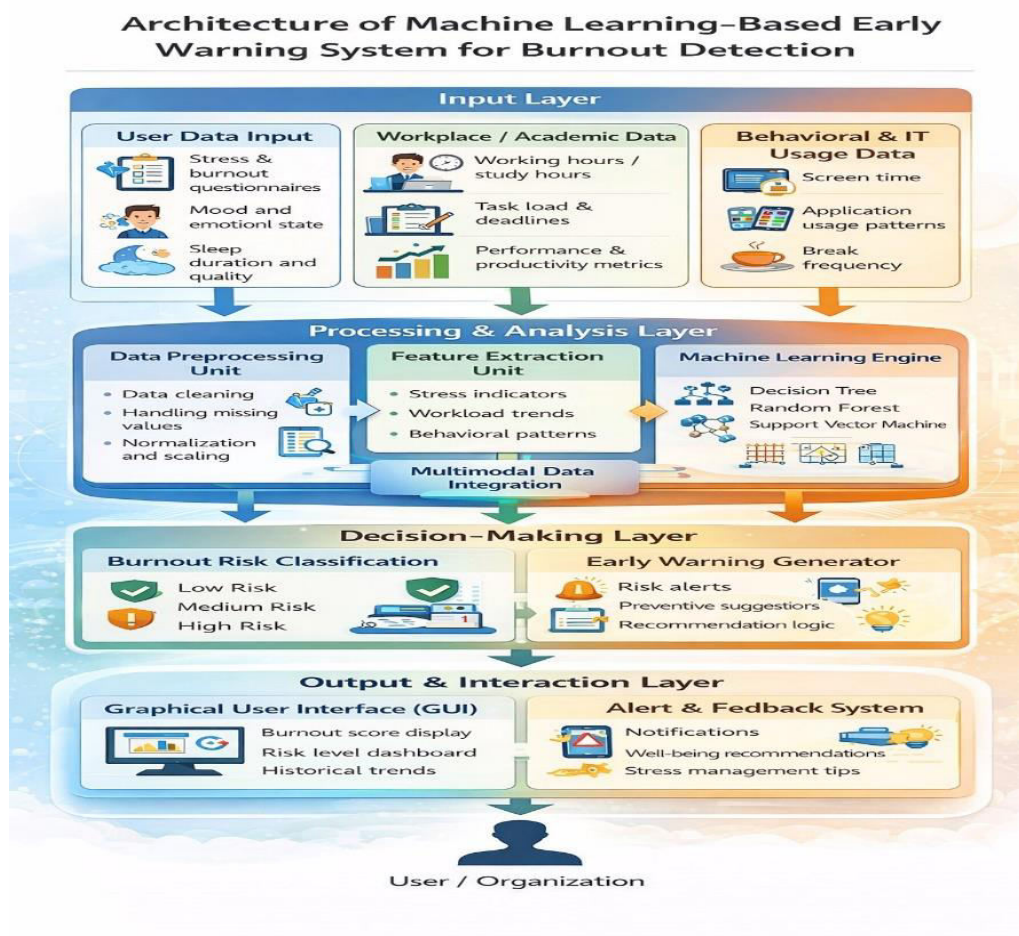 Architecture of Machine Learning-Based Early
Warning System for Burnout Detection
Input Layer
User Data Input
Stress &
burnout
questionnaires
Mood and
emotionl state
Sleep
duration and
quality
Workplace / Academic Data
Working hours /
study hours
Task load &
deadlines
Performance &
productivity metrics
Behavioral & IT
Usage Data
Screen time
Application
usage patterns
Break
frequency
Processing & Analysis Layer
Data Preprocessing
Unit
• Data cleaning
• Handling missing
values
• Normalization
and scaling
Feature Extraction
Unit
• Stress indicators
• Workload trends
• Behavioral patterns
Machine Learning Engine
Decision Tree
Random Forest
Support Vector Machine
Multimodal Data
Integration
Decision-Making Layer
Burnout Risk Classification
Low Risk
Medium Risk
High Risk
1
Early Warning Generator
Risk alerts
Preventive suggestiors
Recommendation logic
Output & Interaction Layer
Graphical User Interface (GUI)
Burnout score display
Risk level dashboard
Historical trends
Alert & Fedback System
Notifications
Well-being recommendations
Stress management tips
User / Organization